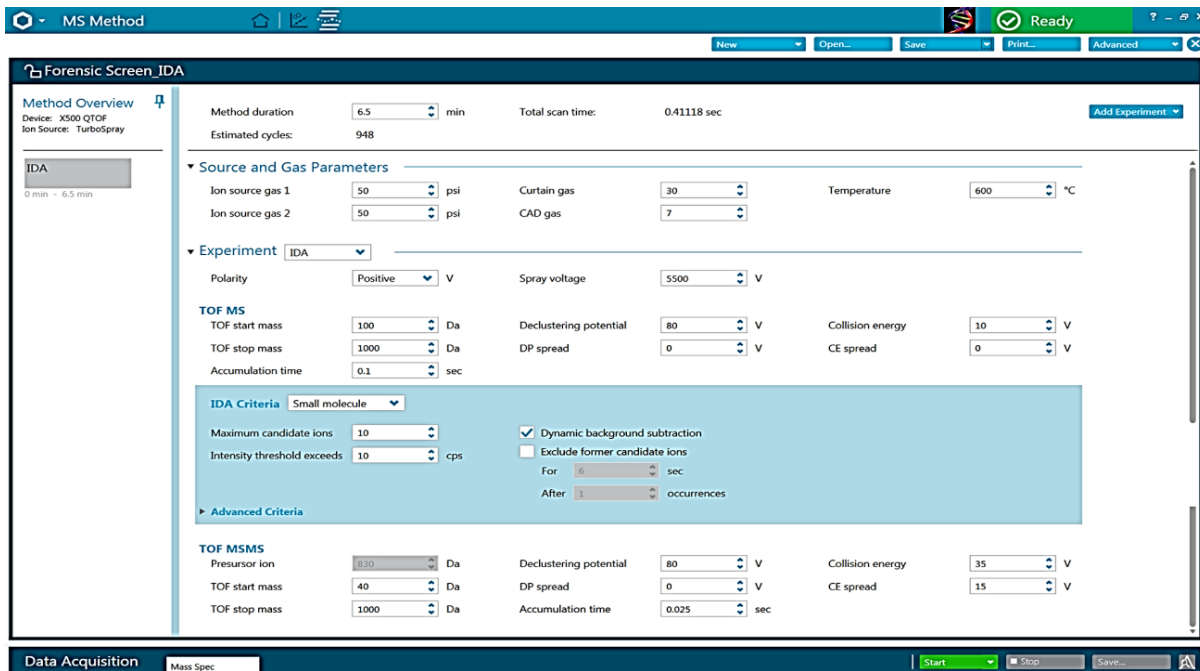 MS Method
Ready
? – X
New Open... Save Print... Advanced X
Forensic Screen_IDA
Method Overview
Device: X500 QTOF
Ion Source: TurboSpray
IDA
0 min - 6.5 min
Method duration 6.5 min Total scan time: 0.41118 sec Add Experiment
Estimated cycles: 948
Source and Gas Parameters
Ion source gas 1 50 psi Curtain gas 30 Temperature 600 °C
Ion source gas 2 50 psi CAD gas 7
Experiment IDA
Polarity Positive V Spray voltage 5500 V
TOF MS
TOF start mass 100 Da Declustering potential 80 V Collision energy 10 V
TOF stop mass 1000 Da DP spread 0 V CE spread 0 V
Accumulation time 0.1 sec
IDA Criteria Small molecule
Maximum candidate ions 10 Dynamic background subtraction
Intensity threshold exceeds 10 cps Exclude former candidate ions
For 6 sec
After 1 occurrences
Advanced Criteria
TOF MSMS
Presursor ion 830 Da Declustering potential 80 V Collision energy 35 V
TOF start mass 40 Da DP spread 0 V CE spread 15 V
TOF stop mass 1000 Da Accumulation time 0.025 sec
Data Acquisition Mass Spec Start Stop Save...